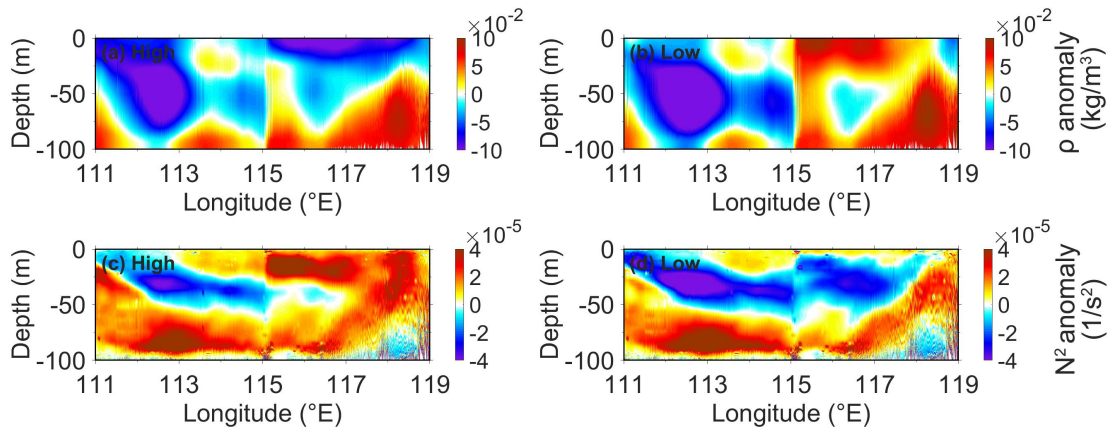 (a) High
Depth (m)
0
-50
-100
111 113 115 117 119
Longitude (°E)
×10⁻²
10
5
0
-5
-10
(b) Low
Depth (m)
0
-50
-100
111 113 115 117 119
Longitude (°E)
×10⁻²
10
5
0
-5
-10
ρ anomaly
(kg/m³)
(c) High
Depth (m)
0
-50
-100
111 113 115 117 119
Longitude (°E)
×10⁻⁵
4
2
0
-2
-4
(d) Low
Depth (m)
0
-50
-100
111 113 115 117 119
Longitude (°E)
×10⁻⁵
4
2
0
-2
-4
N² anomaly
(1/s²)